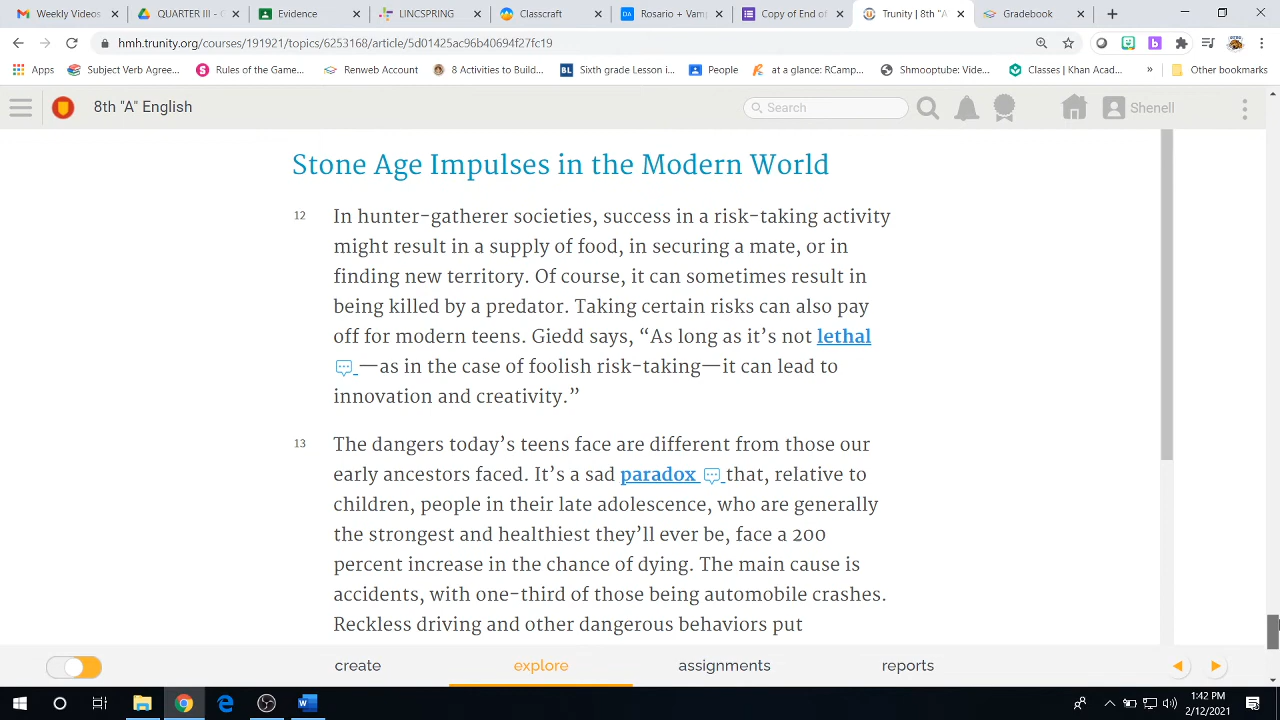 Weekly Videos
QUARTER III - G
Evidence
LINCSPRING
Classcraft
Rosario + Vam
Copy of End of
Trunity | 8th "A
Gradebook
hmh.trunity.org/courses/191921/topics/6253168/article/
Apps
Subject Verb Agree...
Rules of the Game...
Renweb Account
8 Activities to Build...
Sixth grade Lesson i...
People
at a glance: RCamp...
Shmooptube: Vide...
Classes | Khan Acad...
»
Other bookmarks
8th "A" English
Search
Shenell
Stone Age Impulses in the Modern World
12 In hunter-gatherer societies, success in a risk-taking activity
might result in a supply of food, in securing a mate, or in
finding new territory. Of course, it can sometimes result in
being killed by a predator. Taking certain risks can also pay
off for modern teens. Giedd says, “As long as it’s not lethal
—as in the case of foolish risk-taking—it can lead to
innovation and creativity.”
13 The dangers today’s teens face are different from those our
early ancestors faced. It’s a sad paradox that, relative to
children, people in their late adolescence, who are generally
the strongest and healthiest they’ll ever be, face a 200
percent increase in the chance of dying. The main cause is
accidents, with one-third of those being automobile crashes.
Reckless driving and other dangerous behaviors put
create
explore
assignments
reports
1:42 PM
2/12/2021